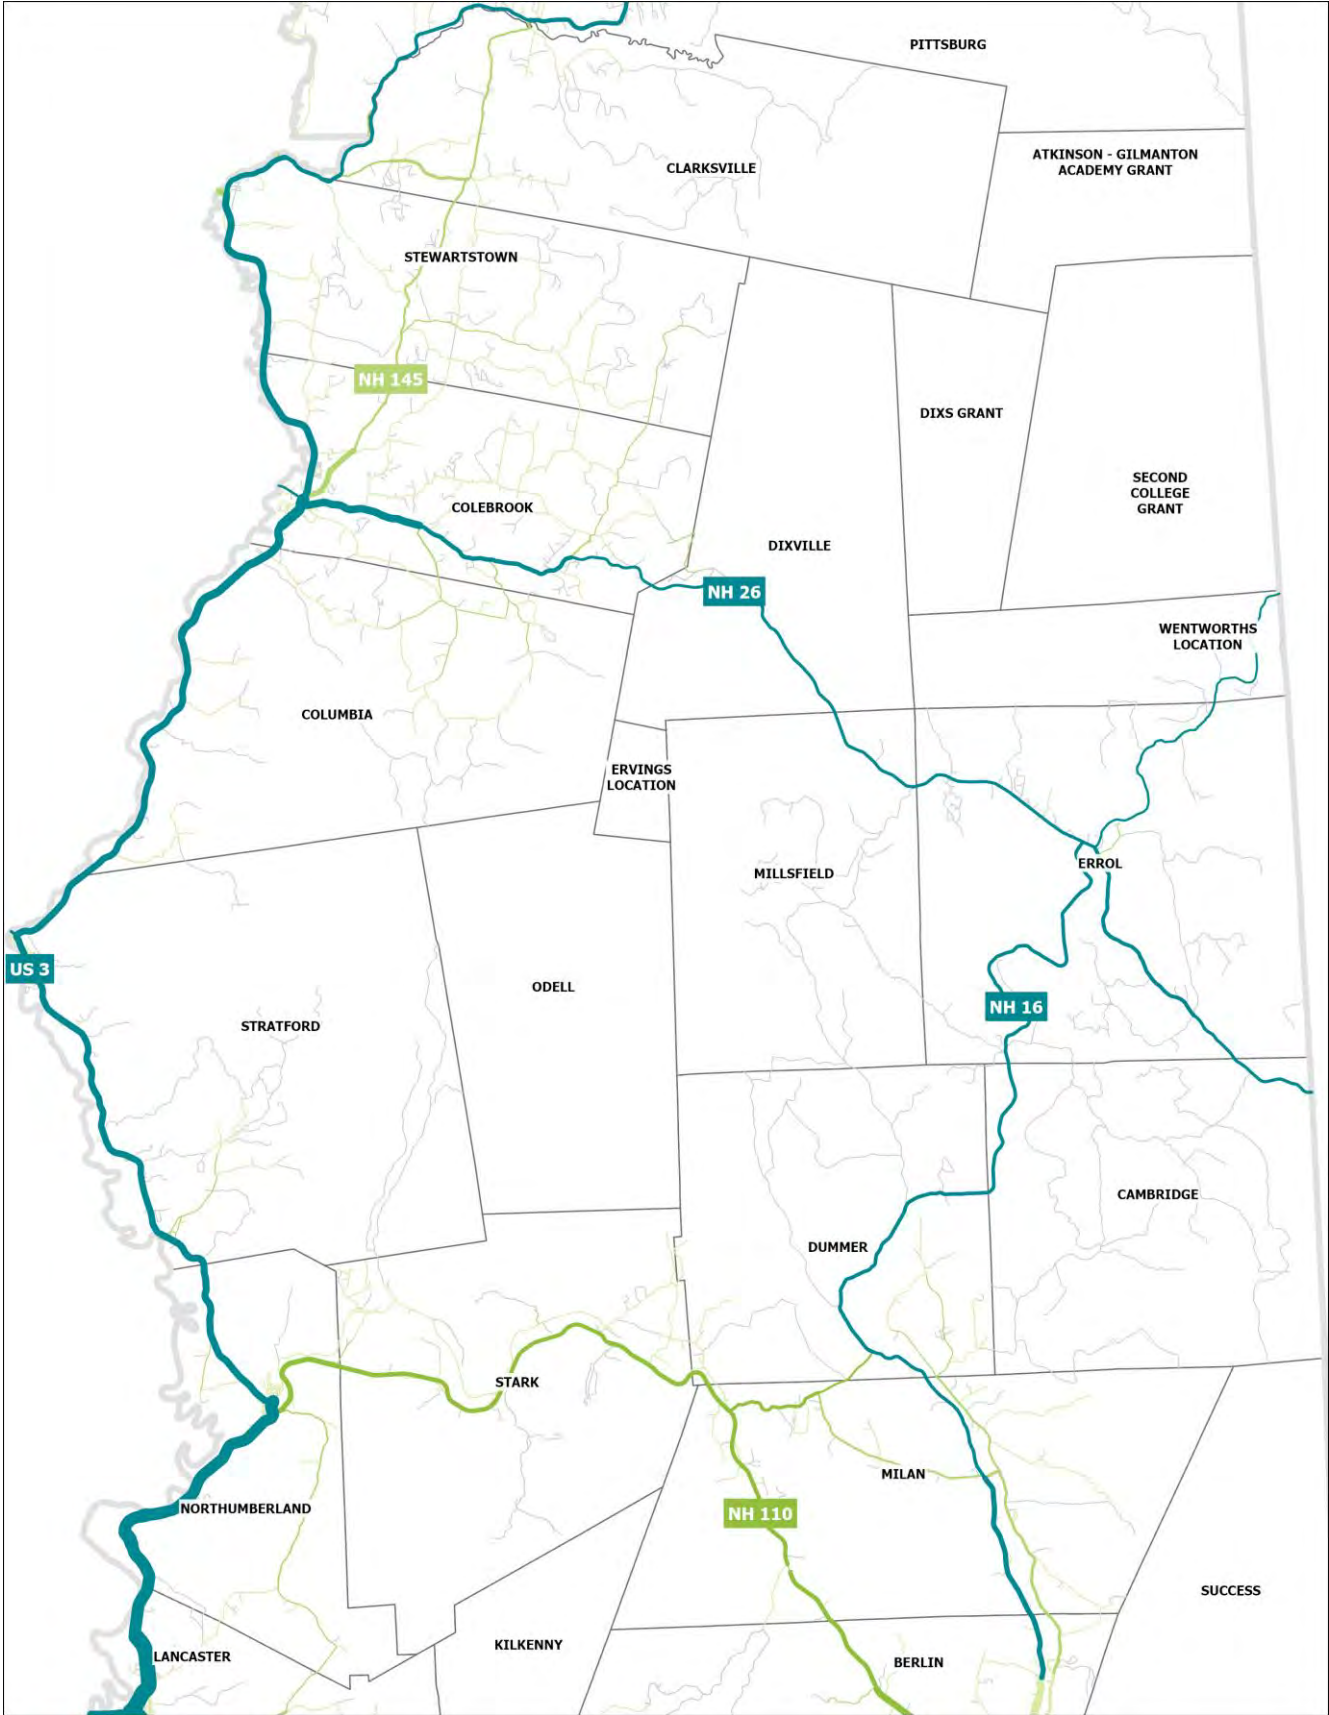 PITTSBURG
ATKINSON - GILMANTON
ACADEMY GRANT
CLARKSVILLE
STEWARTSTOWN
NH 145
DIXS GRANT
SECOND
COLLEGE
GRANT
COLEBROOK
DIXVILLE
NH 26
WENTWORTHS
LOCATION
COLUMBIA
ERVINGS
LOCATION
MILLSFIELD
ERROL
US 3
ODELL
NH 16
STRATFORD
CAMBRIDGE
DUMMER
STARK
MILAN
NORTHUMBERLAND
NH 110
SUCCESS
KILKENNY
LANCASTER
BERLIN